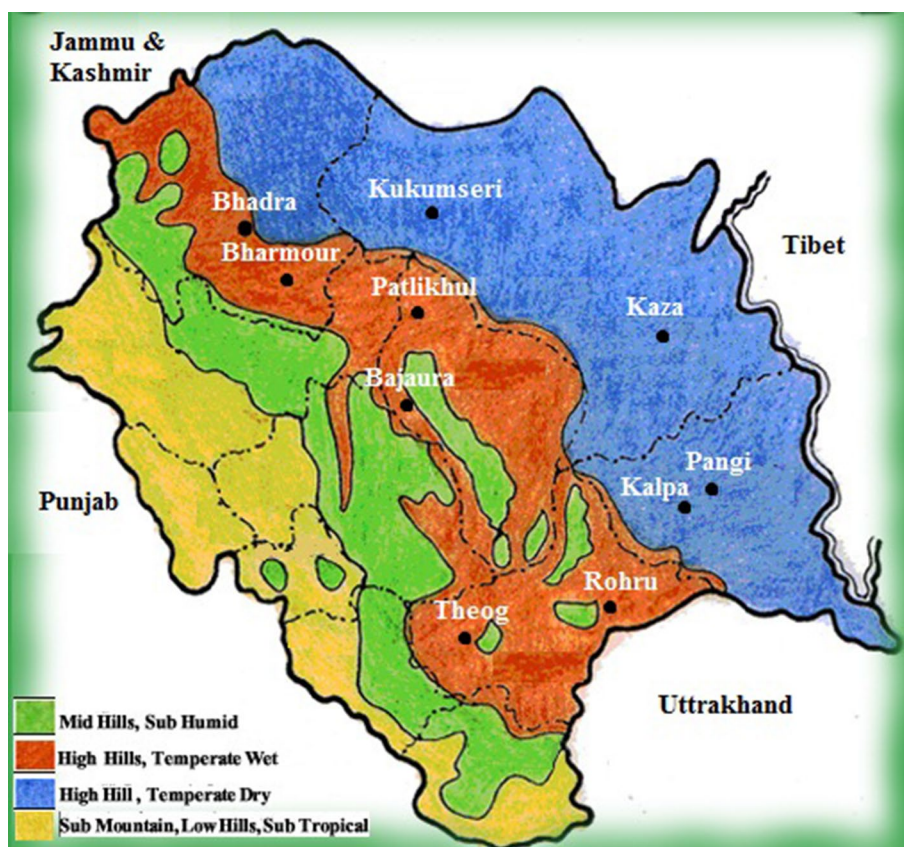 Jammu &
Kashmir
Bhadra
Kukumseri
Bharmour
Tibet
Patlikhul
Kaza
Bajaura
Pangi
Kalpa
Punjab
Rohru
Theog
Uttrakhand
Mid Hills, Sub Humid
High Hills, Temperate Wet
High Hill , Temperate Dry
Sub Mountain, Low Hills, Sub Tropical